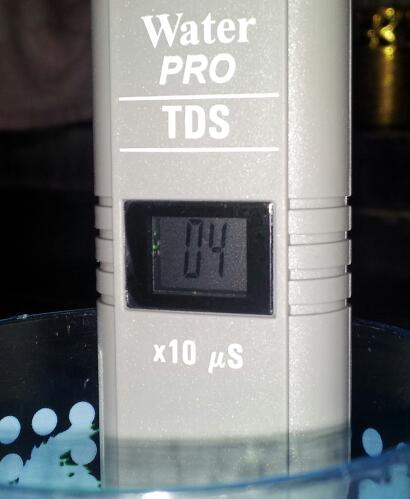 Water
PRO
TDS
04
x10 µS